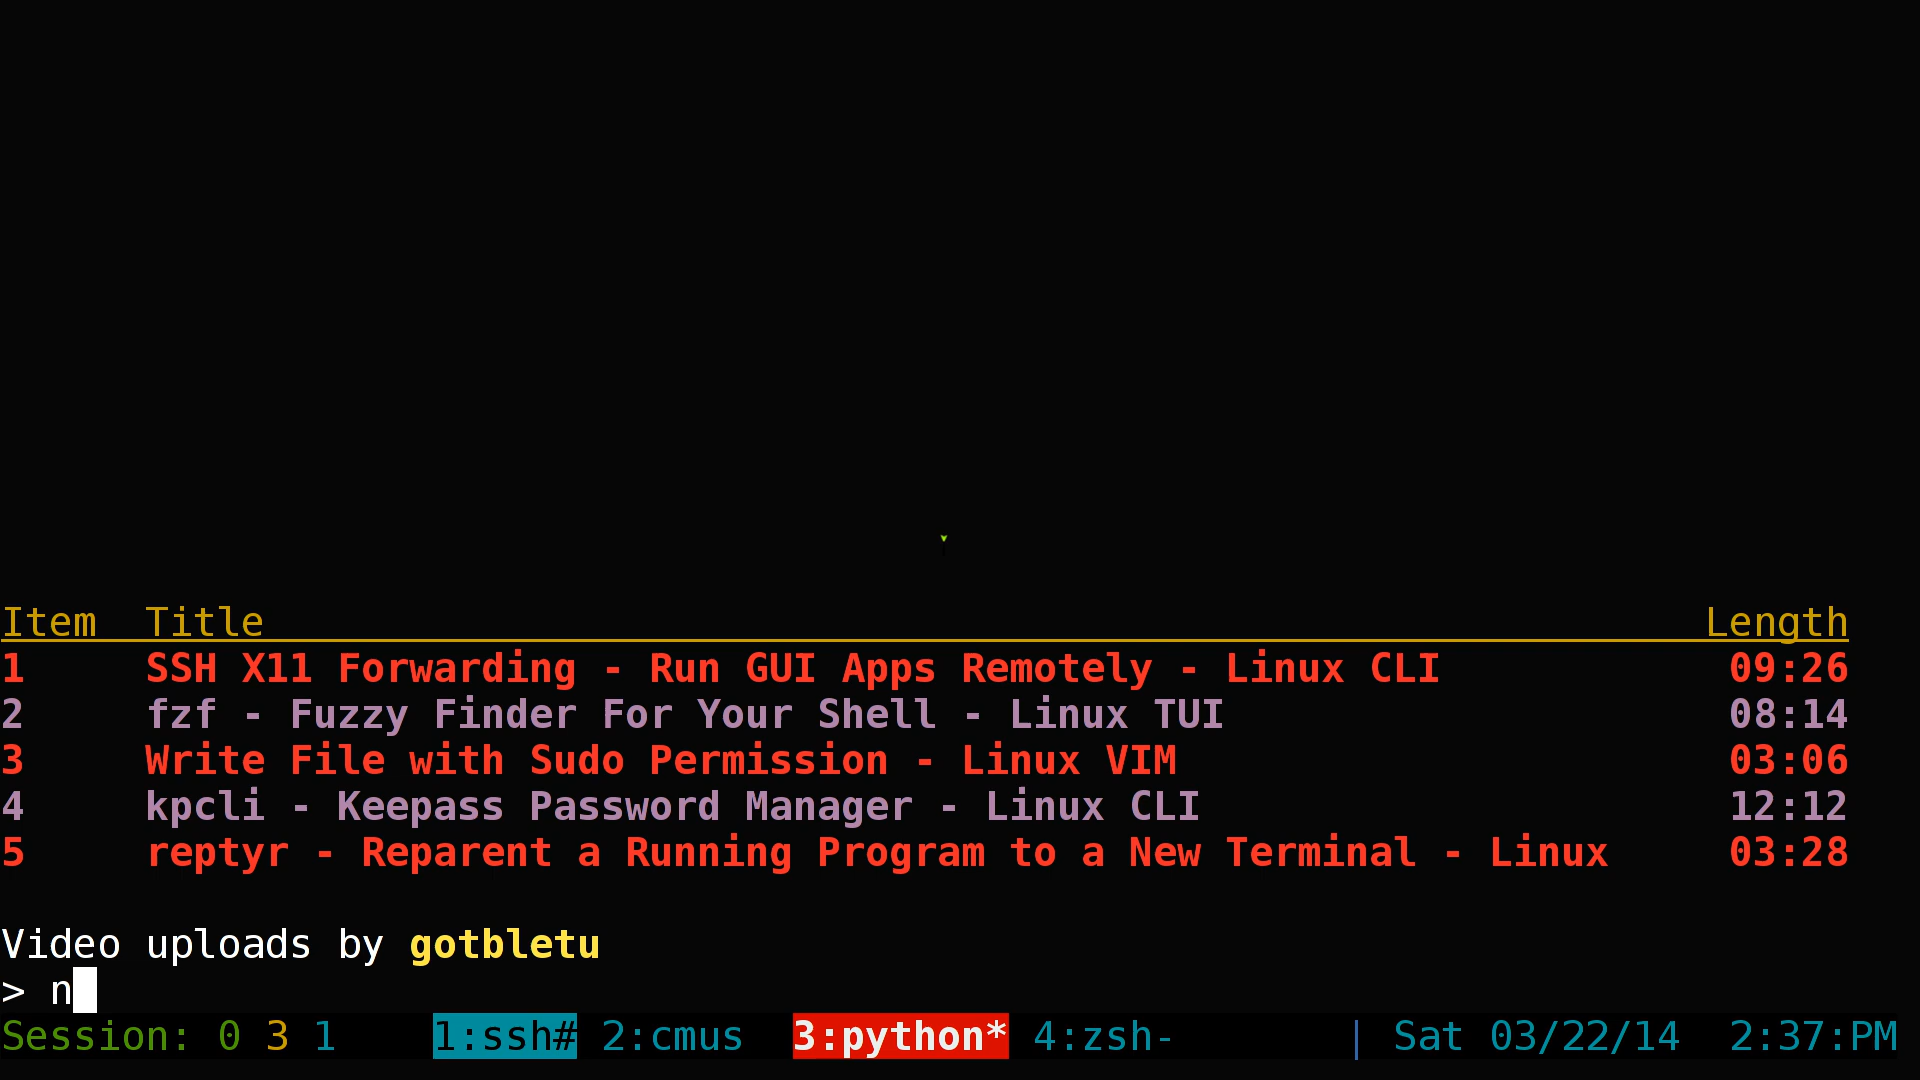 Item Title Length
1 SSH X11 Forwarding - Run GUI Apps Remotely - Linux CLI 09:26
2 fzf - Fuzzy Finder For Your Shell - Linux TUI 08:14
3 Write File with Sudo Permission - Linux VIM 03:06
4 kpcli - Keepass Password Manager - Linux CLI 12:12
5 reptyr - Reparent a Running Program to a New Terminal - Linux 03:28
Video uploads by gotbletu
> n
Session: 0 3 1 1:ssh# 2:cmus 3:python* 4:zsh- | Sat 03/22/14 2:37:PM